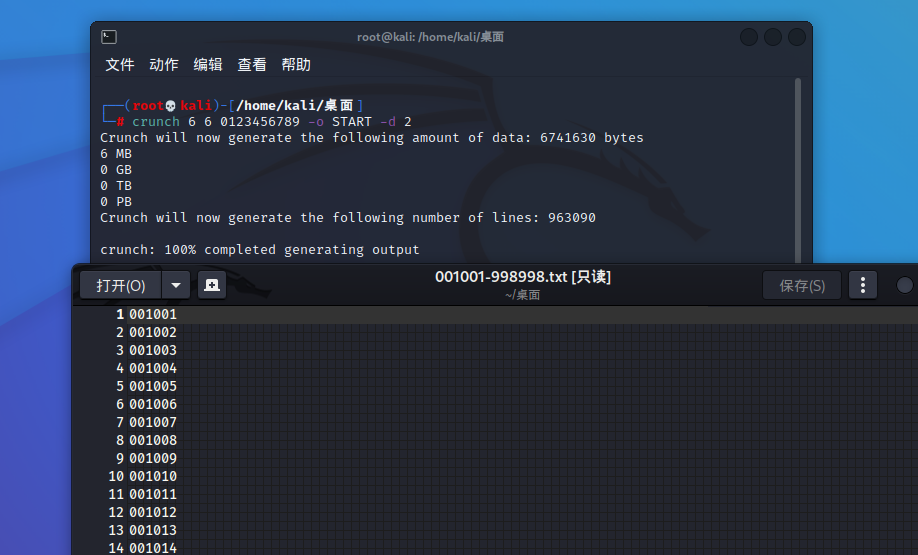 root@kali: /home/kali/桌面
文件 动作 编辑 查看 帮助
┌──(root💀kali)-[/home/kali/桌面]
└─# crunch 6 6 0123456789 -o START -d 2
Crunch will now generate the following amount of data: 6741630 bytes
6 MB
0 GB
0 TB
0 PB
Crunch will now generate the following number of lines: 963090
crunch: 100% completed generating output
打开(O) 001001-998998.txt [只读] 保存(S)
~/桌面
1 001001
2 001002
3 001003
4 001004
5 001005
6 001006
7 001007
8 001008
9 001009
10 001010
11 001011
12 001012
13 001013
14 001014